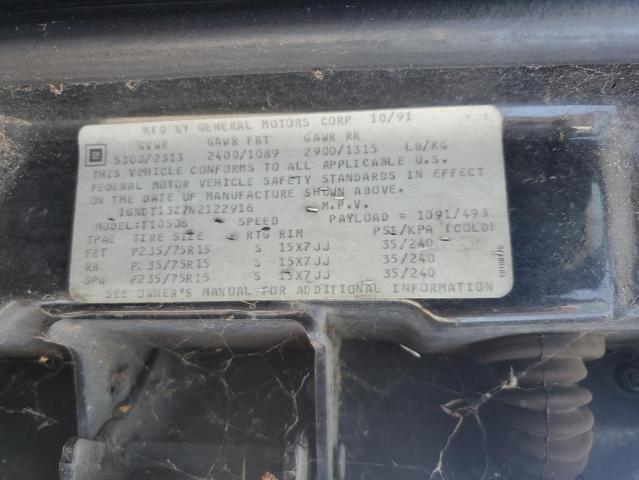 MFD BY GENERAL MOTORS CORP 10/91
GVWR GAWR FRT GAWR RR
GM 5100/2313 2400/1089 2900/1315 LB/KG
THIS VEHICLE CONFORMS TO ALL APPLICABLE U.S.
FEDERAL MOTOR VEHICLE SAFETY STANDARDS IN EFFECT
ON THE DATE OF MANUFACTURE SHOWN ABOVE.
1GNDT13Z7N2122916 M.P.V.
MODEL:T10506 SPEED PAYLOAD = 1091/495
TPAE TIRE SIZE RTG RIM PSI/KPA (COLD)
FRT P235/75R15 S 15X7JJ 35/240
RR P235/75R15 S 15X7JJ 35/240
SPA P235/75R15 S 15X7JJ 35/240
SEE OWNER'S MANUAL FOR ADDITIONAL INFORMATION